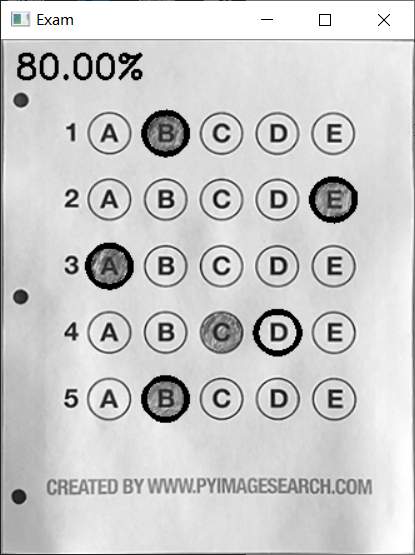 Exam
80.00%
1 A B C D E
2 A B C D E
3 A B C D E
4 A B C D E
5 A B C D E
CREATED BY WWW.PYIMAGESEARCH.COM